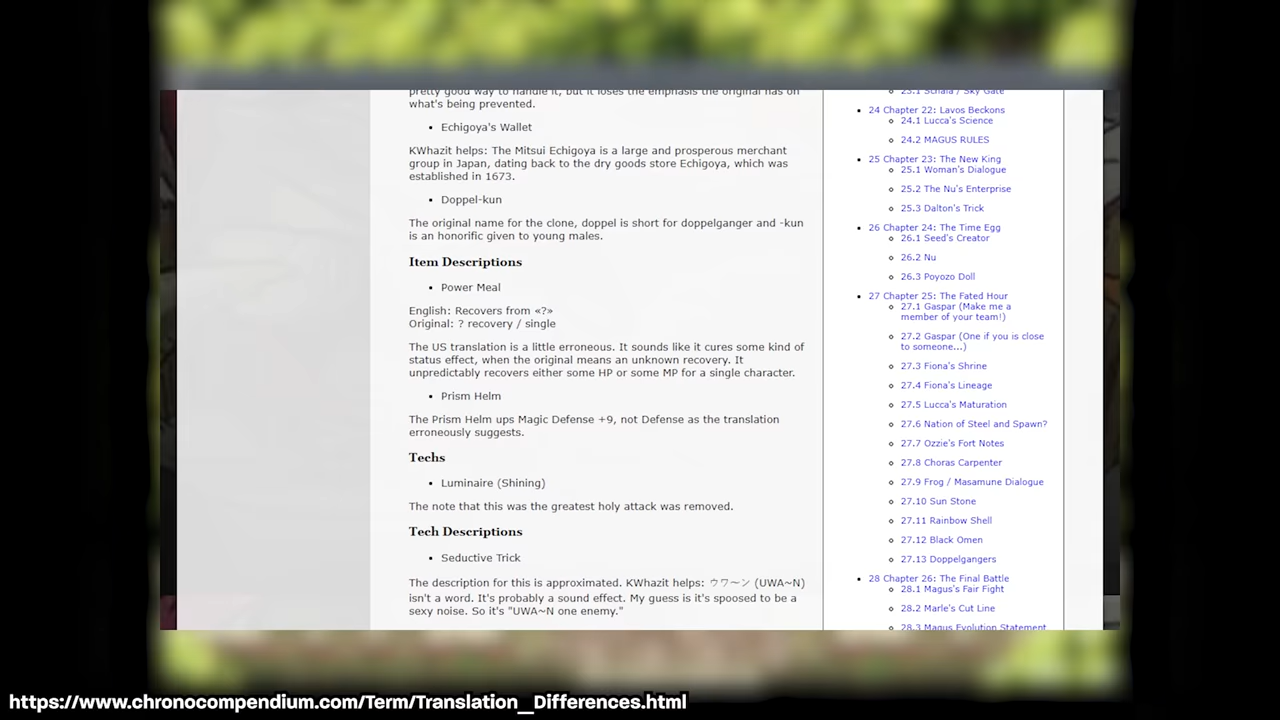 pretty good way to handle it, but it loses the emphasis the original has on
what's being prevented.
• Echigoya's Wallet
KWhazit helps: The Mitsui Echigoya is a large and prosperous merchant
group in Japan, dating back to the dry goods store Echigoya, which was
established in 1673.
• Doppel-kun
The original name for the clone, doppel is short for doppelganger and -kun
is an honorific given to young males.
Item Descriptions
• Power Meal
English: Recovers from «?»
Original: ? recovery / single
The US translation is a little erroneous. It sounds like it cures some kind of
status effect, when the original means an unknown recovery. It
unpredictably recovers either some HP or some MP for a single character.
• Prism Helm
The Prism Helm ups Magic Defense +9, not Defense as the translation
erroneously suggests.
Techs
• Luminaire (Shining)
The note that this was the greatest holy attack was removed.
Tech Descriptions
• Seductive Trick
The description for this is approximated. KWhazit helps: ウワ〜ン (UWA~N)
isn't a word. It's probably a sound effect. My guess is it's spoosed to be a
sexy noise. So it's "UWA~N one enemy."
23.1 Schala / Sky Gate
24 Chapter 22: Lavos Beckons
24.1 Lucca's Science
24.2 MAGUS RULES
25 Chapter 23: The New King
25.1 Woman's Dialogue
25.2 The Nu's Enterprise
25.3 Dalton's Trick
26 Chapter 24: The Time Egg
26.1 Seed's Creator
26.2 Nu
26.3 Poyozo Doll
27 Chapter 25: The Fated Hour
27.1 Gaspar (Make me a
member of your team!)
27.2 Gaspar (One if you is close
to someone...)
27.3 Fiona's Shrine
27.4 Fiona's Lineage
27.5 Lucca's Maturation
27.6 Nation of Steel and Spawn?
27.7 Ozzie's Fort Notes
27.8 Choras Carpenter
27.9 Frog / Masamune Dialogue
27.10 Sun Stone
27.11 Rainbow Shell
27.12 Black Omen
27.13 Doppelgangers
28 Chapter 26: The Final Battle
28.1 Magus's Fair Fight
28.2 Marle's Cut Line
28.3 Magus Evolution Statement
https://www.chronocompendium.com/Term/Translation_Differences.html